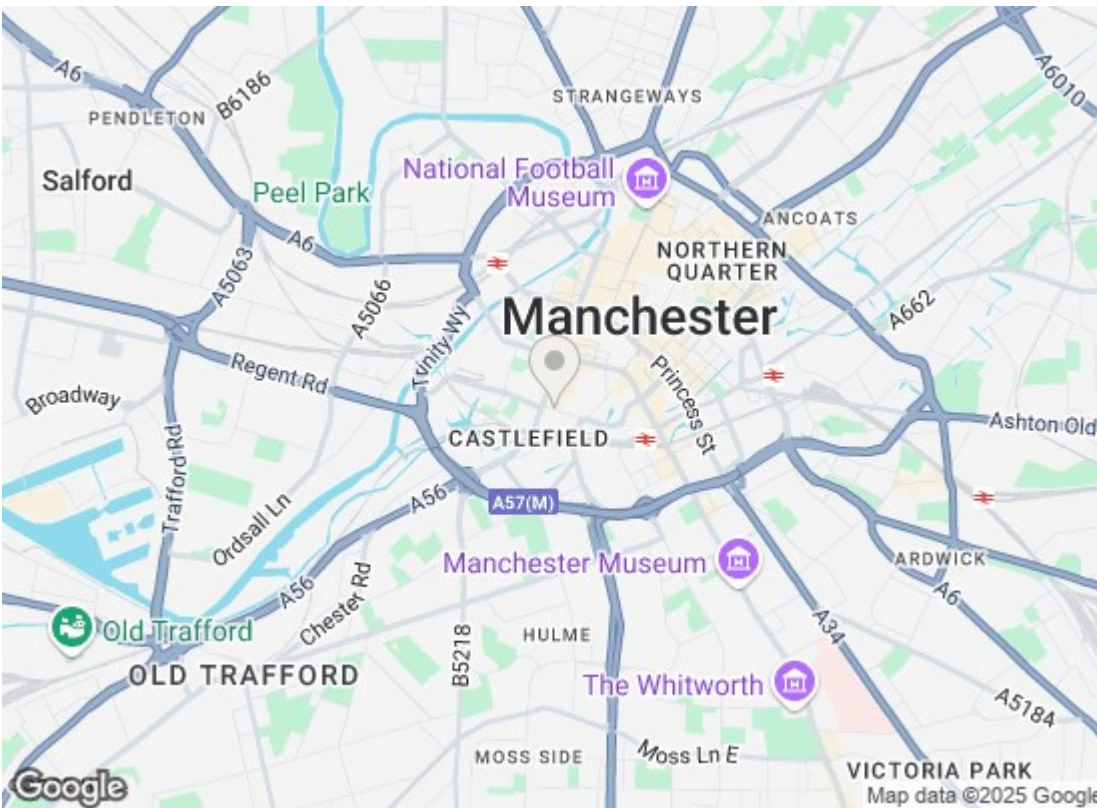 A6
B6186
PENDLETON
STRANGEWAYS
A6010
Salford
National Football
Museum
Peel Park
ANCOATS
A6
A5063
NORTHERN
QUARTER
A5066
Manchester
A662
Trinity Wy
Regent Rd
Princess St
Broadway
Ashton Old
CASTLEFIELD
Trafford Rd
A56
A57(M)
Ordsall Ln
Manchester Museum
ARDWICK
A56
Chester Rd
A6
Old Trafford
HULME
A34
B5218
OLD TRAFFORD
The Whitworth
A5184
MOSS SIDE
Moss Ln E
VICTORIA PARK
Google
Map data ©2025 Google